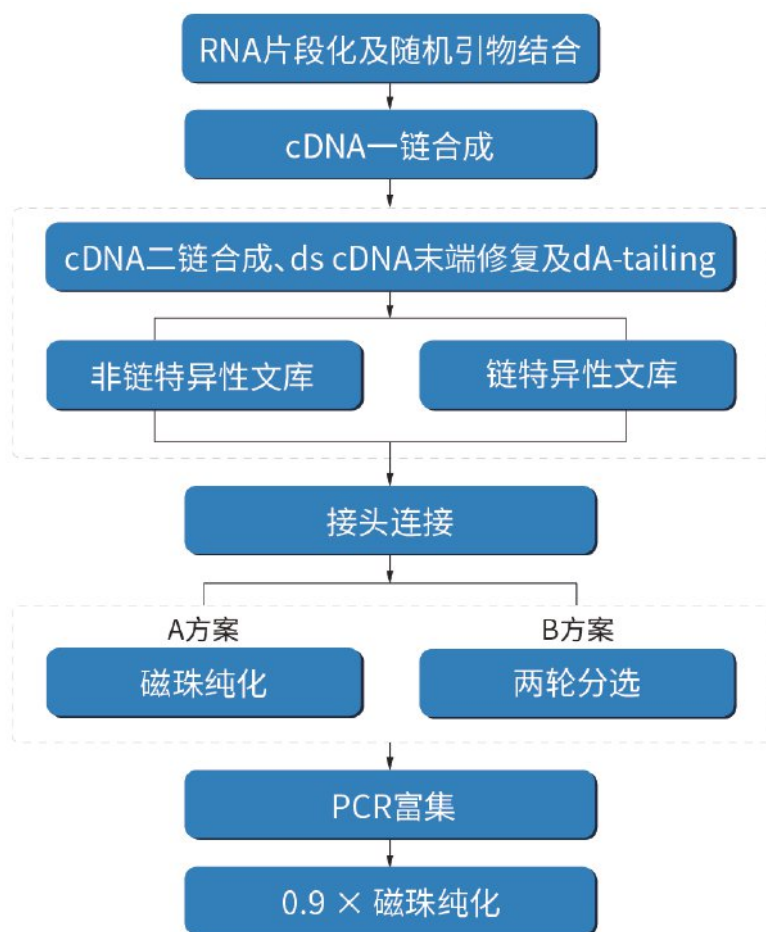 RNA片段化及随机引物结合
cDNA一链合成
cDNA二链合成、ds cDNA末端修复及dA-tailing
非链特异性文库
链特异性文库
接头连接
A方案
B方案
磁珠纯化
两轮分选
PCR富集
0.9 × 磁珠纯化